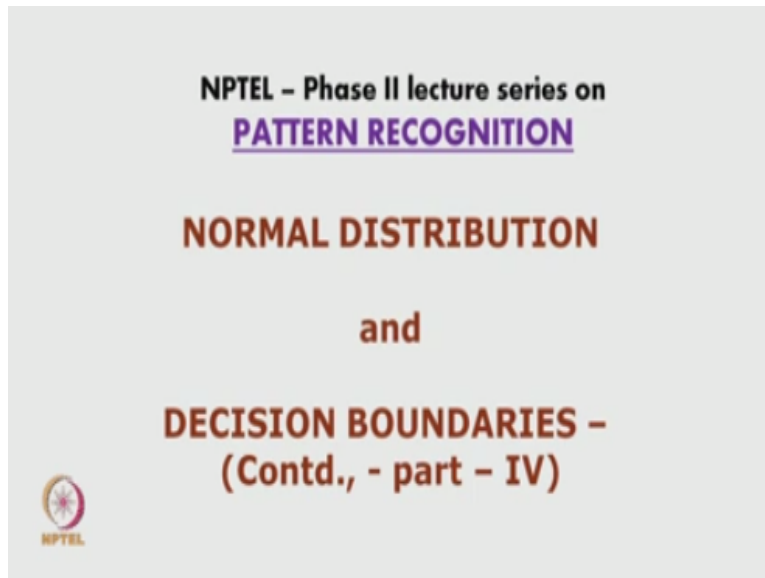 NPTEL – Phase II lecture series on
PATTERN RECOGNITION
NORMAL DISTRIBUTION
and
DECISION BOUNDARIES –
(Contd., - part – IV)
NPTEL